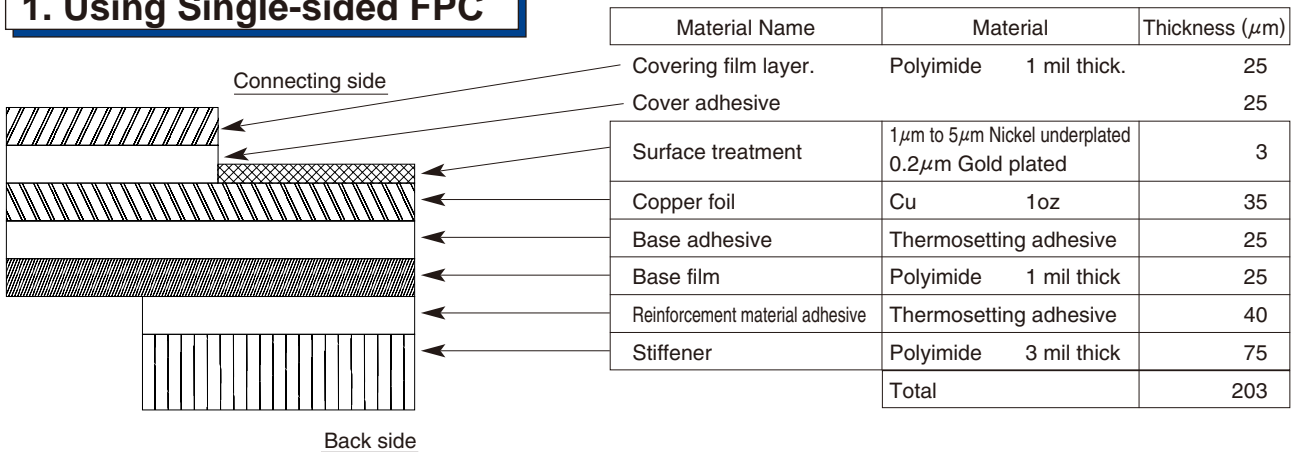 1. Using Single-sided FPC
Connecting side
Back side
Material Name Material Thickness (μm)
Covering film layer. Polyimide 1 mil thick. 25
Cover adhesive 25
Surface treatment 1μm to 5μm Nickel underplated 3
0.2μm Gold plated
Copper foil Cu 1oz 35
Base adhesive Thermosetting adhesive 25
Base film Polyimide 1 mil thick 25
Reinforcement material adhesive Thermosetting adhesive 40
Stiffener Polyimide 3 mil thick 75
Total 203